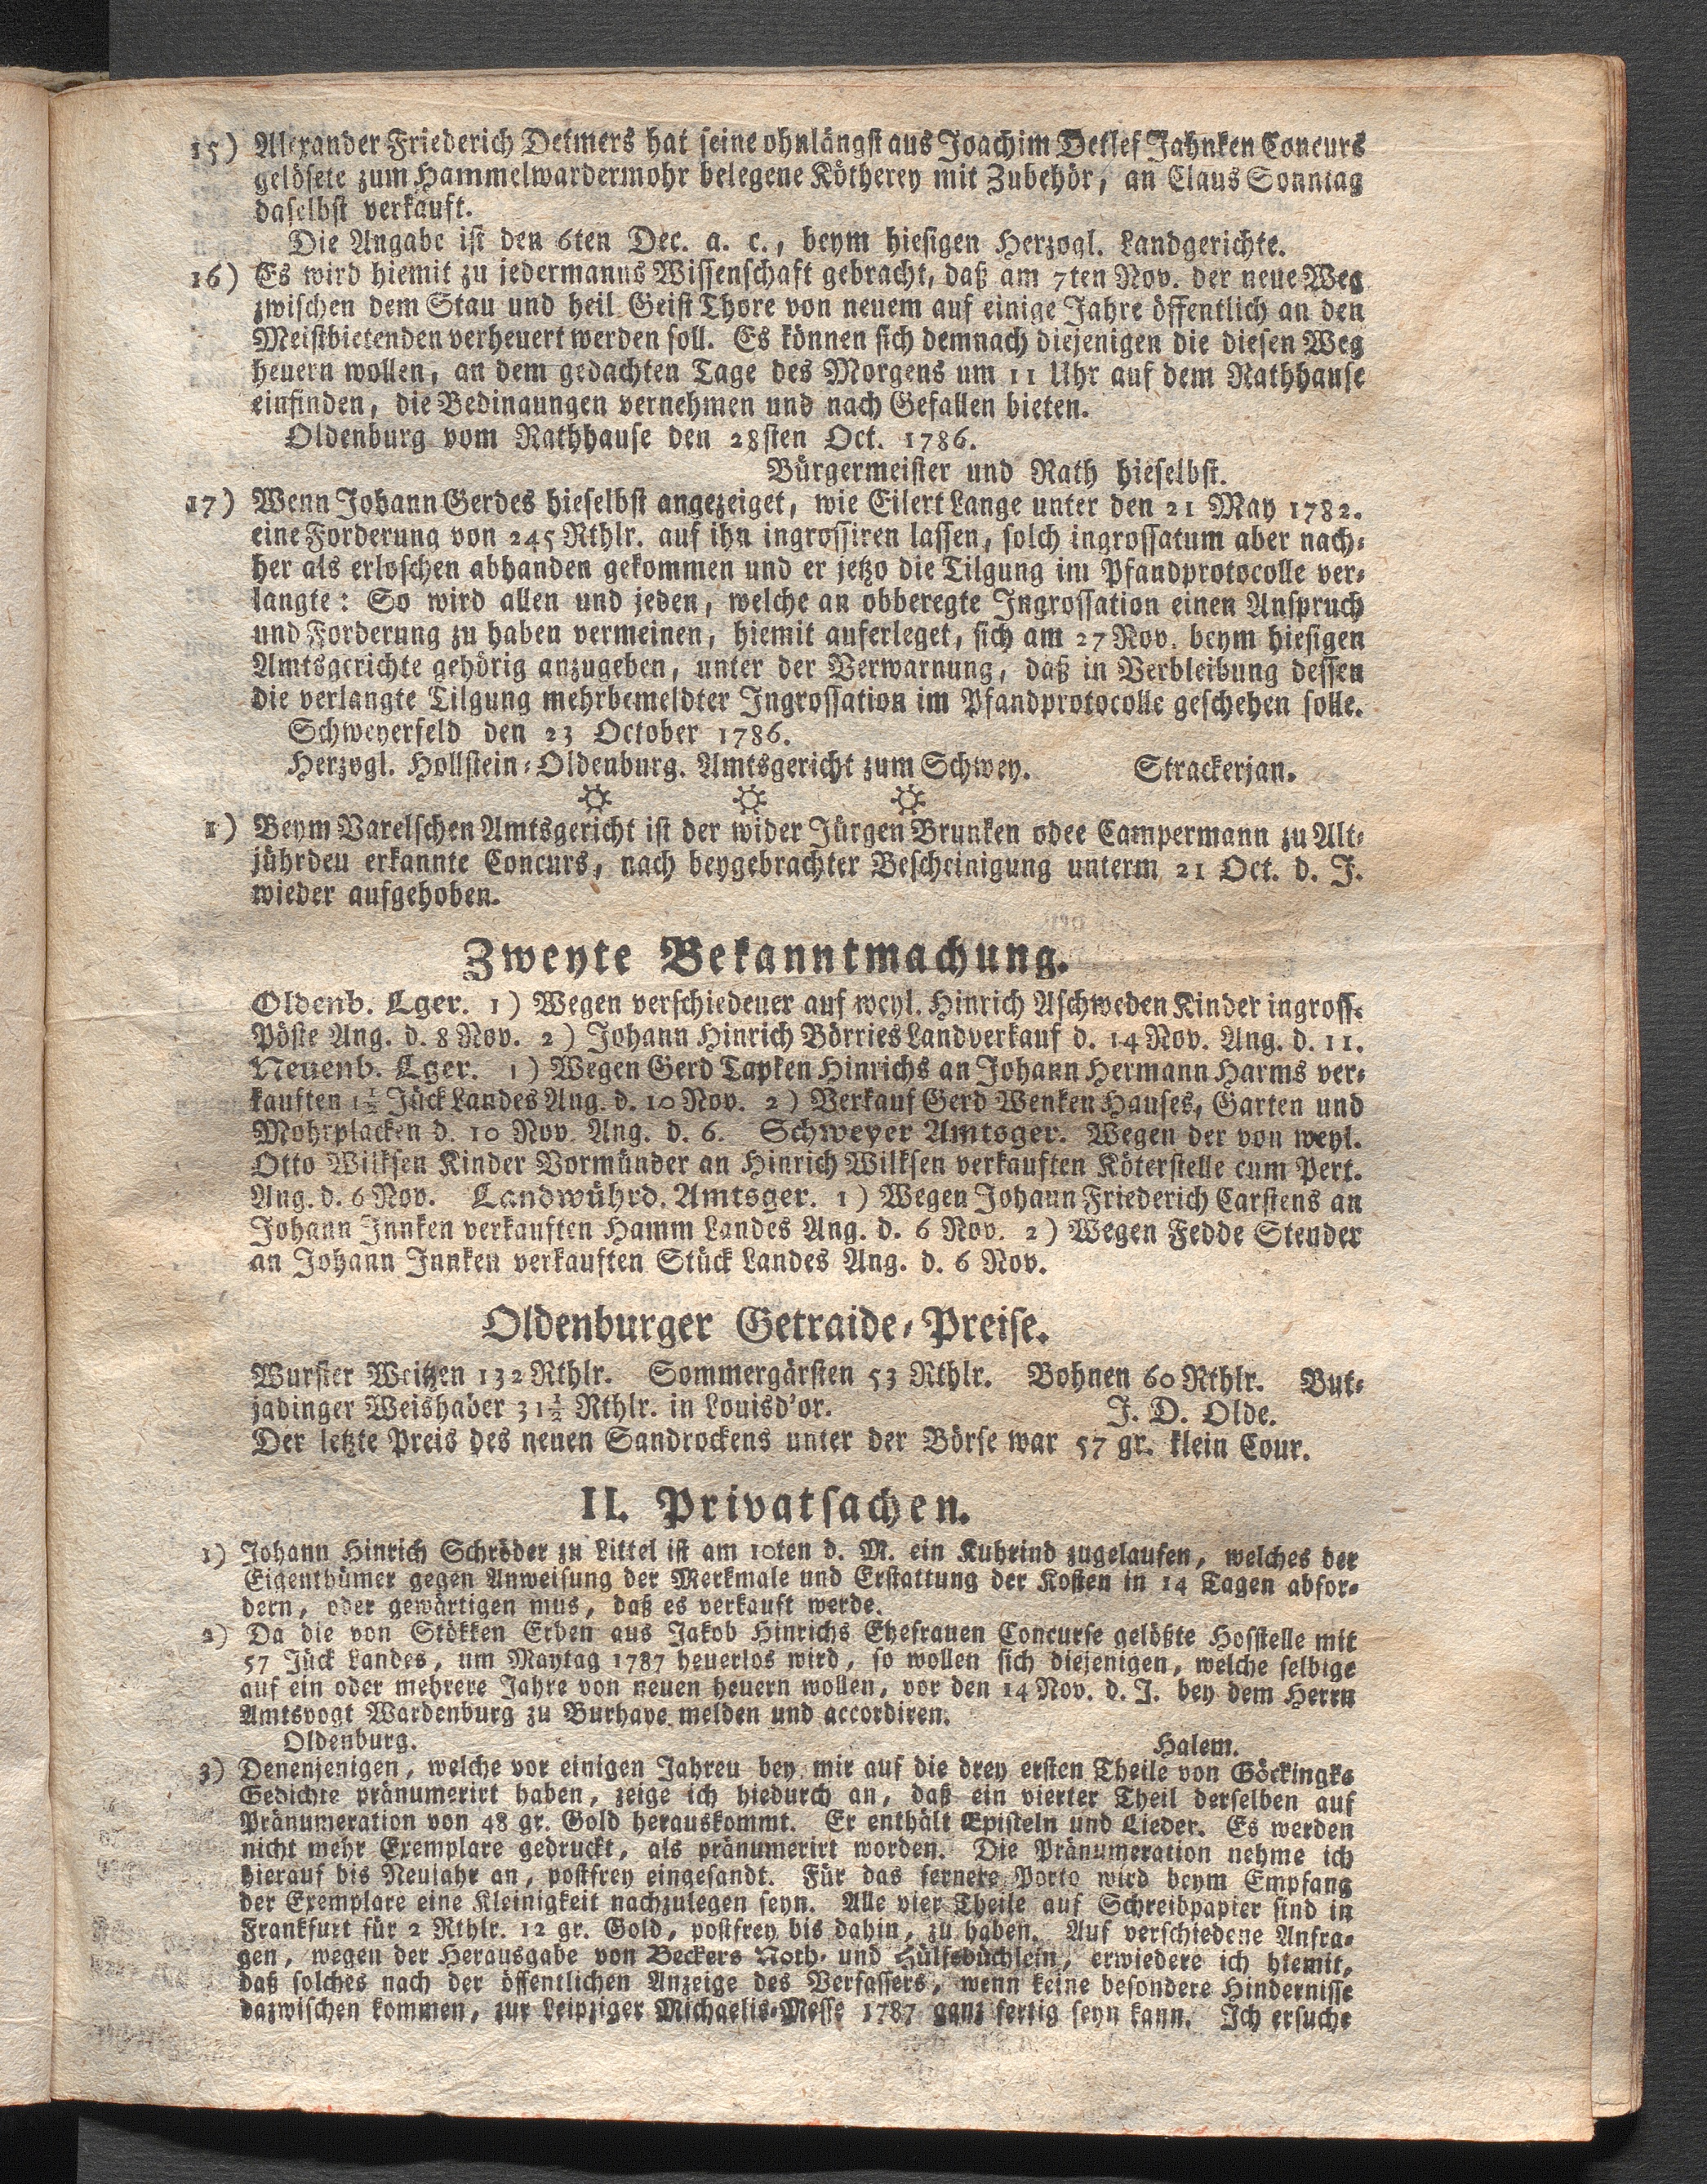 15) Alexander Friederich Detmers hat seine ohnlängst aus Joachim Detlef Jahnken Concurs
gelösete zum Hammelwardermohr belegene Kötherey mit Zubehör, an Claus Sonntag
daselbst verkauft.
Die Angabe ist den 6ten Dec. a. c., beym hiesigen Herzogl. Landgerichte.
16) Es wird hiemit zu jedermanns Wissenschaft gebracht, daß am 7ten Nov. der neue Weg
zwischen dem Stau und heil Geist Thore von neuem auf einige Jahre öffentlich an den
Meistbietenden verheuert werden soll. Es können sich demnach diejenigen die diesen Weg
heuern wollen, an dem gedachten Tage des Morgens um 11 Uhr auf dem Rathhause
einfinden, die Bedingungen vernehmen und nach Gefallen bieten.
Oldenburg vom Rathhause den 28sten Oct. 1786.
Bürgermeister und Rath hieselbst.
17) Wenn Johann Gerdes hieselbst angezeiget, wie Eilert Lange unter den 21 May 1782.
eine Forderung von 245 Rthlr. auf ihn ingrossiren lassen, solch ingrossatum aber nach-
her als erloschen abhanden gekommen und er jetzo die Tilgung im Pfandprotocolle ver-
langte: So wird allen und jeden, welche an obberegte Ingrossation einen Anspruch
und Forderung zu haben vermeinen, hiemit auferleget, sich am 27 Nov. beym hiesigen
Amtsgerichte gehörig anzugeben, unter der Verwarnung, daß in Verbleibung dessen
die verlangte Tilgung mehrbemeldter Ingrossation im Pfandprotocolle geschehen solle.
Schweyerfeld den 23 October 1786.
Herzogl. Hollstein-Oldenburg. Amtsgericht zum Schwey. Strackerjan.
1) Beym Varelschen Amtsgericht ist der wider Jürgen Brunken odee Campermann zu Alt-
jührden erkannte Concurs, nach beygebrachter Bescheinigung unterm 21 Oct. d. J.
wieder aufgehoben.
Zweyte Bekanntmachung.
Oldenb. Lger. 1) Wegen verschiedener auf weyl. Hinrich Aschweden Kinder ingross.
Pöste Ang. d. 8 Nov. 2) Johann Hinrich Börries Landverkauf d. 14 Nov. Ang. d. 11.
Neuenb. Lger. 1) Wegen Gerd Tapken Hinrichs an Johann Hermann Harms ver-
kauften 1½ Jück Landes Ang. d. 10 Nov. 2) Verkauf Gerd Wenken Hauses, Garten und
Mohrplacken d. 10 Nov. Ang. d. 6. Schweyer Amtsger. Wegen der von weyl.
Otto Wilksen Kinder Vormünder an Hinrich Wilksen verkauften Köterstelle cum Pert.
Ang. d. 6 Nov. Landwührd. Amtsger. 1) Wegen Johann Friederich Carstens an
Johann Innken verkauften Hamm Landes Ang. d. 6 Nov. 2) Wegen Fedde Steuder
an Johann Innken verkauften Stück Landes Ang. d. 6 Nov.
Oldenburger Getraide-Preise.
Wurster Weitzen 132 Rthlr. Sommergärsten 53 Rthlr. Bohnen 60 Rthlr. But-
jadinger Weishaber 31½ Rthlr. in Louisd'or. J. D. Olde.
Der letzte Preis des neuen Sandrockens unter der Börse war 57 gr. klein Cour.
II. Privatsachen.
1) Johann Hinrich Schröder zu Littel ist am 10ten d. M. ein Kuhrind zugelaufen, welches der
Eigenthümer gegen Anweisung der Merkmale und Erstattung der Kosten in 14 Tagen abfor-
dern, oder gewärtigen mus, daß es verkauft werde.
2) Da die von Stökken Erben aus Jakob Hinrichs Ehefrauen Concurse gelößte Hofstelle mit
57 Jück Landes, um Maytag 1787 heuerlos wird, so wollen sich diejenigen, welche selbige
auf ein oder mehrere Jahre von neuen heuern wollen, vor den 14 Nov. d. J. bey dem Herrn
Amtsvogt Wardenburg zu Burhave melden und accordiren.
Oldenburg. Halem.
3) Denenjenigen, welche vor einigen Jahren bey mir auf die drey ersten Theile von Göckingks
Gedichte pränumerirt haben, zeige ich hiedurch an, daß ein vierter Theil derselben auf
Pränumeration von 48 gr. Gold herauskommt. Er enthält Episteln und Lieder. Es werden
nicht mehr Exemplare gedruckt, als pränumerirt worden. Die Pränumeration nehme ich
hierauf bis Neujahr an, postfrey eingesandt. Für das fernere Porto wird beym Empfang
der Exemplare eine Kleinigkeit nachzulegen seyn. Alle vier Theile auf Schreibpapier sind in
Frankfurt für 2 Rthlr. 12 gr. Gold, postfrey bis dahin, zu haben. Auf verschiedene Anfra-
gen, wegen der Herausgabe von Beckers Noth- und Hülfsbüchlein, erwiedere ich hiemit,
daß solches nach der öffentlichen Anzeige des Verfassers, wenn keine besondere Hindernisse
dazwischen kommen, zur Leipziger Michaelis-Messe 1787 ganz fertig seyn kann. Ich ersuche